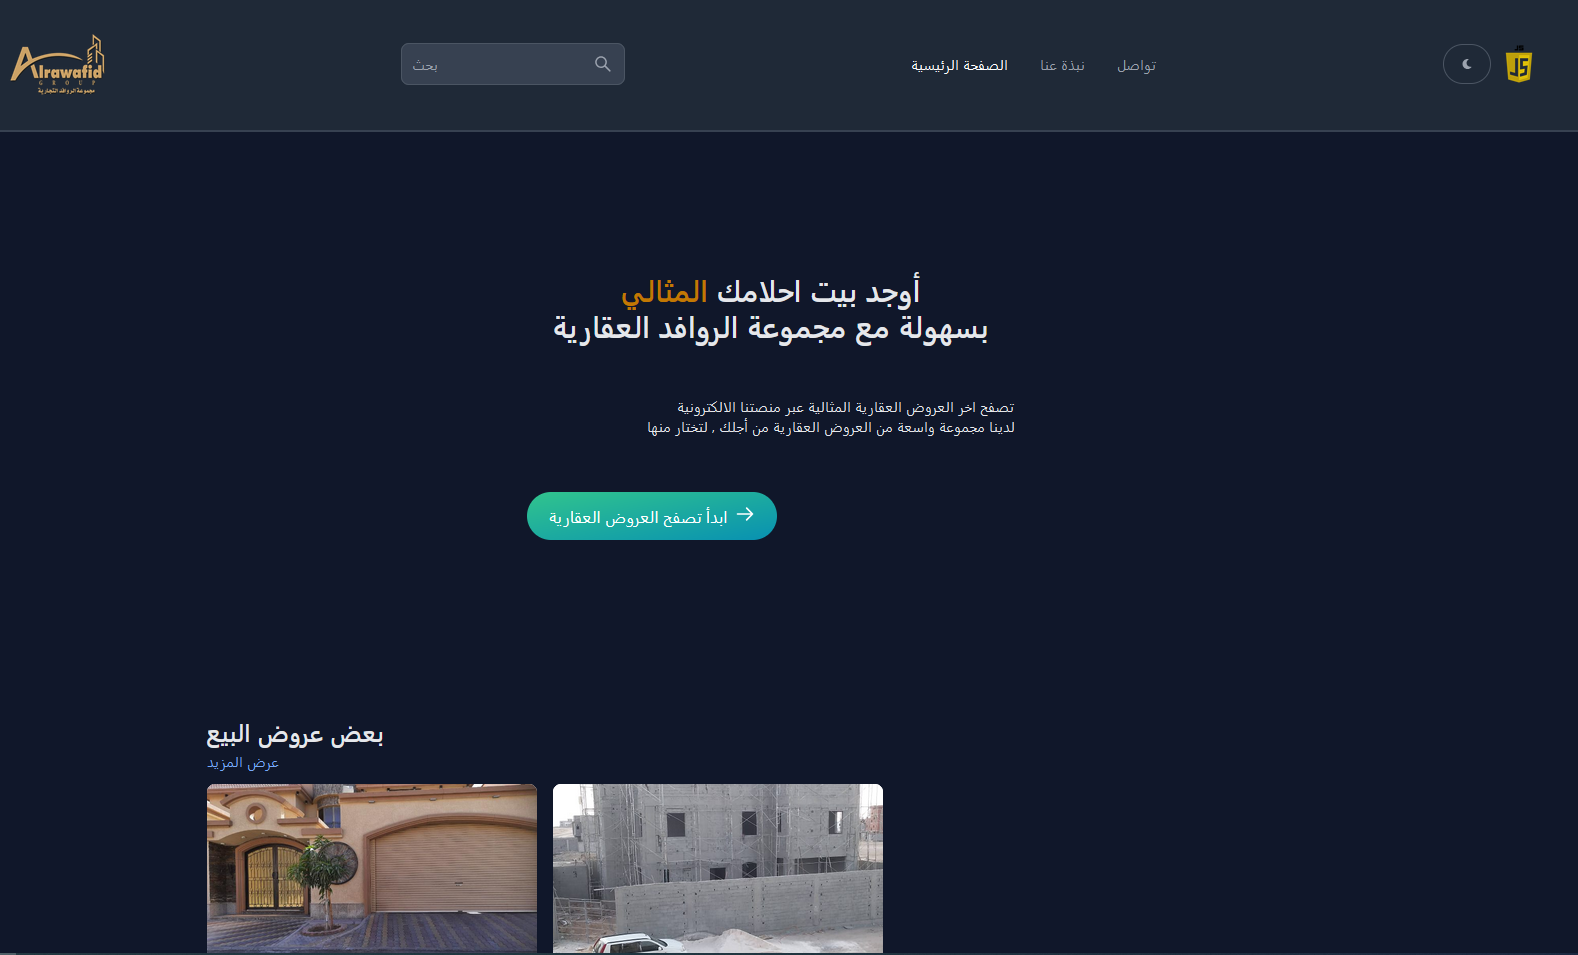 Alrawafid
GROUP
مجموعة الروافد التجارية
بحث
الصفحة الرئيسية
نبذة عنا
تواصل
JS
أوجد بيت احلامك المثالي
بسهولة مع مجموعة الروافد العقارية
تصفح اخر العروض العقارية المثالية عبر منصتنا الالكترونية
لدينا مجموعة واسعة من العروض العقارية من أجلك , لتختار منها
ابدأ تصفح العروض العقارية
بعض عروض البيع
عرض المزيد